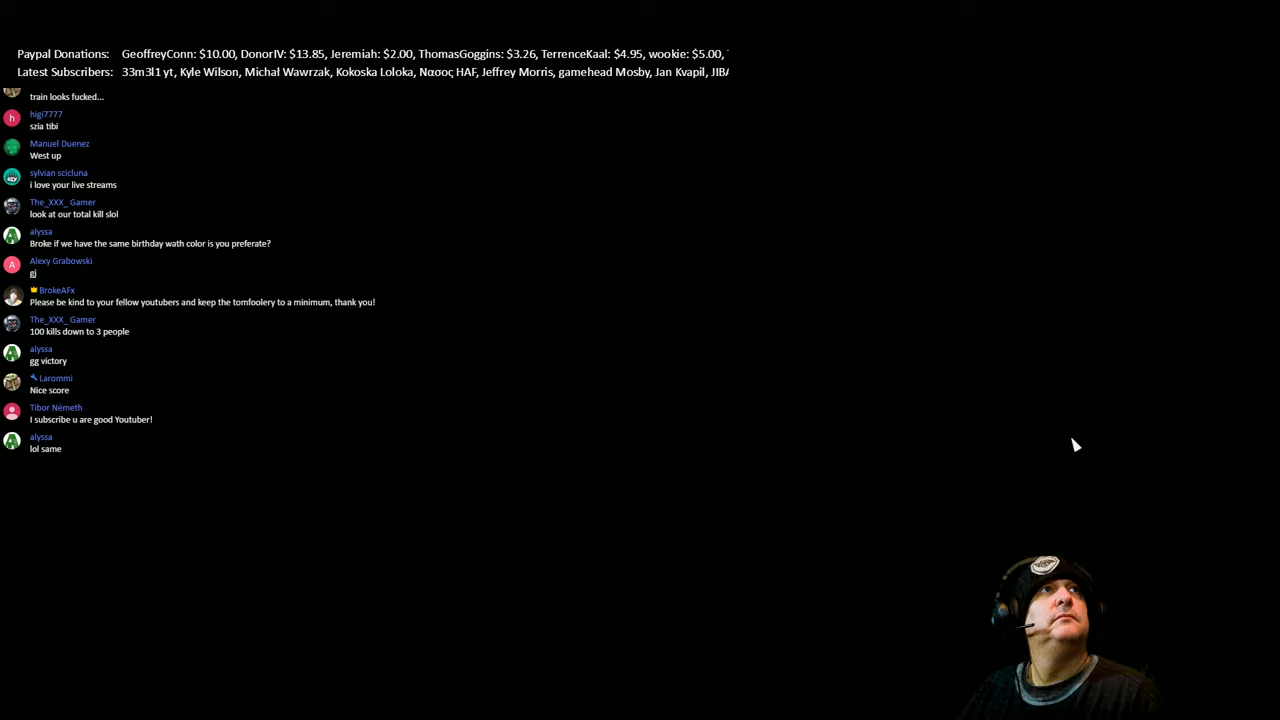 Paypal Donations: GeoffreyConn: $10.00, DonorIV: $13.85, Jeremiah: $2.00, ThomasGoggins: $3.26, TerrenceKaal: $4.95, wookie: $5.00,
Latest Subscribers: 33m3l1 yt, Kyle Wilson, Michał Wawrzak, Kokoska Loloka, Νασος HAF, Jeffrey Morris, gamehead Mosby, Jan Kvapil, JIBA
train looks fucked...
h
higi7777
szia tibi
Manuel Duenez
West up
sylvian scicluna
i love your live streams
The_XXX_ Gamer
look at our total kill slol
alyssa
Broke if we have the same birthday wath color is you preferate?
A
Alexy Grabowski
gj
BrokeAFx
Please be kind to your fellow youtubers and keep the tomfoolery to a minimum, thank you!
The_XXX_ Gamer
100 kills down to 3 people
alyssa
gg victory
Larommi
Nice score
Tibor Németh
I subscribe u are good Youtuber!
alyssa
lol same